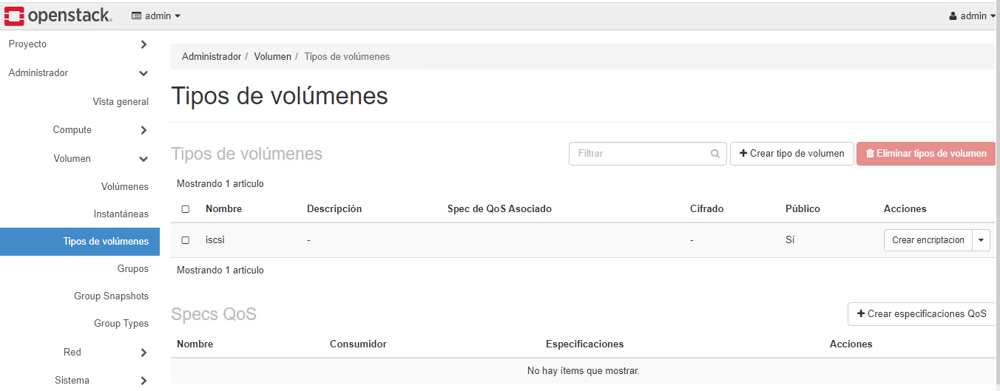 openstack. admin admin
Proyecto
Administrador
Vista general
Compute
Volumen
Volúmenes
Instantáneas
Tipos de volúmenes
Grupos
Group Snapshots
Group Types
Red
Sistema
Administrador / Volumen / Tipos de volúmenes
Tipos de volúmenes
Tipos de volúmenes Filtrar Crear tipo de volumen Eliminar tipos de volumen
Mostrando 1 articulo
Nombre Descripción Spec de QoS Asociado Cifrado Público Acciones
iscsi - - Sí Crear encriptacion
Mostrando 1 articulo
Specs QoS Crear especificaciones QoS
Nombre Consumidor Especificaciones Acciones
No hay ítems que mostrar.